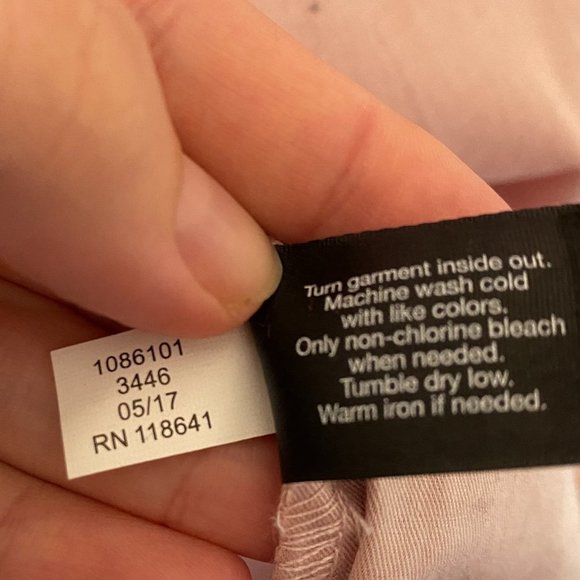 1086101
3446
05/17
RN 118641
Turn garment inside out.
Machine wash cold
with like colors.
Only non-chlorine bleach
when needed.
Tumble dry low.
Warm iron if needed.